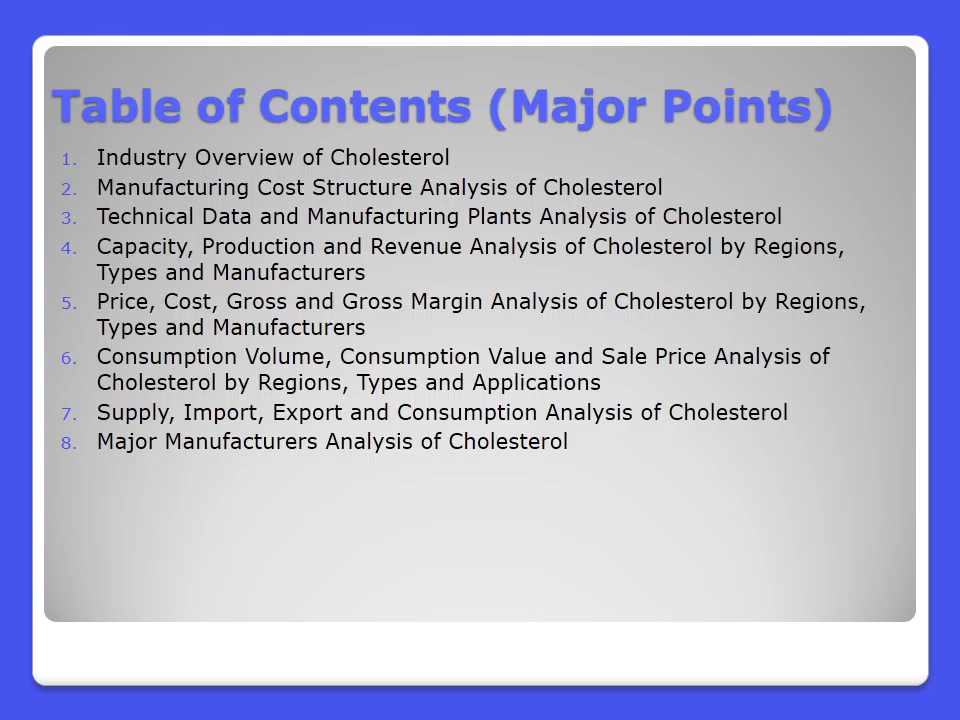 Table of Contents (Major Points)
1. Industry Overview of Cholesterol
2. Manufacturing Cost Structure Analysis of Cholesterol
3. Technical Data and Manufacturing Plants Analysis of Cholesterol
4. Capacity, Production and Revenue Analysis of Cholesterol by Regions,
Types and Manufacturers
5. Price, Cost, Gross and Gross Margin Analysis of Cholesterol by Regions,
Types and Manufacturers
6. Consumption Volume, Consumption Value and Sale Price Analysis of
Cholesterol by Regions, Types and Applications
7. Supply, Import, Export and Consumption Analysis of Cholesterol
8. Major Manufacturers Analysis of Cholesterol